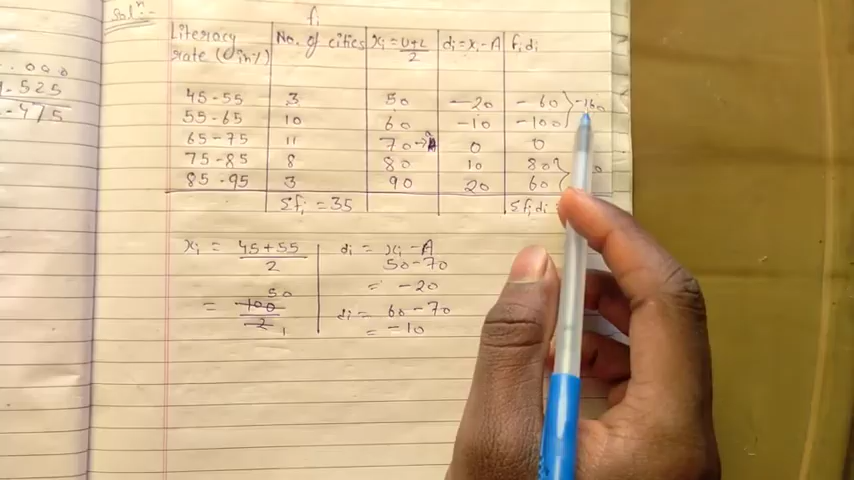 Solⁿ:-
fi
Literacy rate (in %) | No. of cities | xi = U+L/2 | di = xi - A | fidi
45-55 | 3 | 50 | -20 | -60 } -160
55-65 | 10 | 60 | -10 | -100
65-75 | 11 | 70 → A | 0 | 0
75-85 | 8 | 80 | 10 | 80 }
85-95 | 3 | 90 | 20 | 60
Σfi = 35 | Σfidi =
xi = 45+55/2
= 100/2
50
1
di = xi - A
50-70
= -20
di = 60-70
= -10
.525
-475